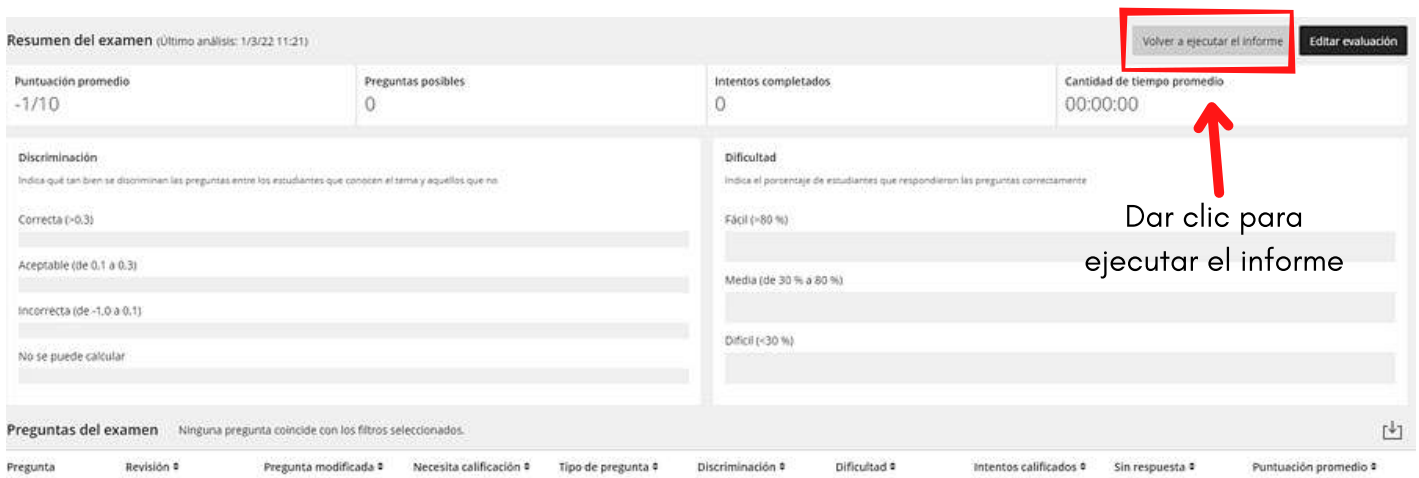 Resumen del examen (Último análisis: 1/3/22 11:21)
Volver a ejecutar el informe
Editar evaluación
Puntuación promedio
-1/10
Preguntas posibles
0
Intentos completados
0
Cantidad de tiempo promedio
00:00:00
Discriminación
Indica qué tan bien se discriminan las preguntas entre los estudiantes que conocen el tema y aquellos que no
Correcta (>0,3)
Aceptable (de 0,1 a 0,3)
Incorrecta (de -1,0 a 0,1)
No se puede calcular
Dificultad
Indica el porcentaje de estudiantes que respondieron las preguntas correctamente
Fácil (>80 %)
Media (de 30 % a 80 %)
Difícil (<30 %)
Dar clic para
ejecutar el informe
Preguntas del examen Ninguna pregunta coincide con los filtros seleccionados.
Pregunta Revisión Pregunta modificada Necesita calificación Tipo de pregunta Discriminación Dificultad Intentos calificados Sin respuesta Puntuación promedio